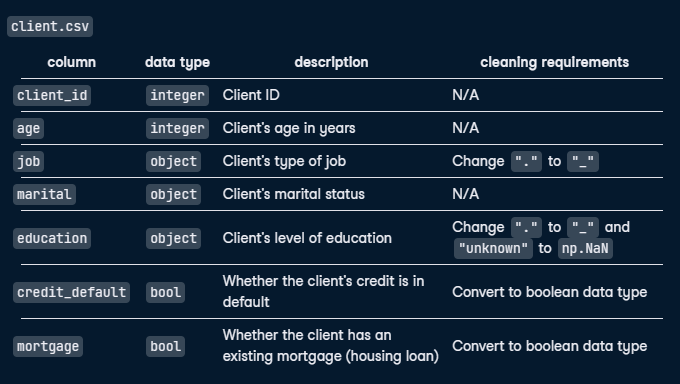 client.csv
column data type description cleaning requirements
client_id integer Client ID N/A
age integer Client's age in years N/A
job object Client's type of job Change "." to "_"
marital object Client's marital status N/A
education object Client's level of education Change "." to "_" and
"unknown" to np.NaN
credit_default bool Whether the client's credit is in
default Convert to boolean data type
mortgage bool Whether the client has an
existing mortgage (housing loan) Convert to boolean data type